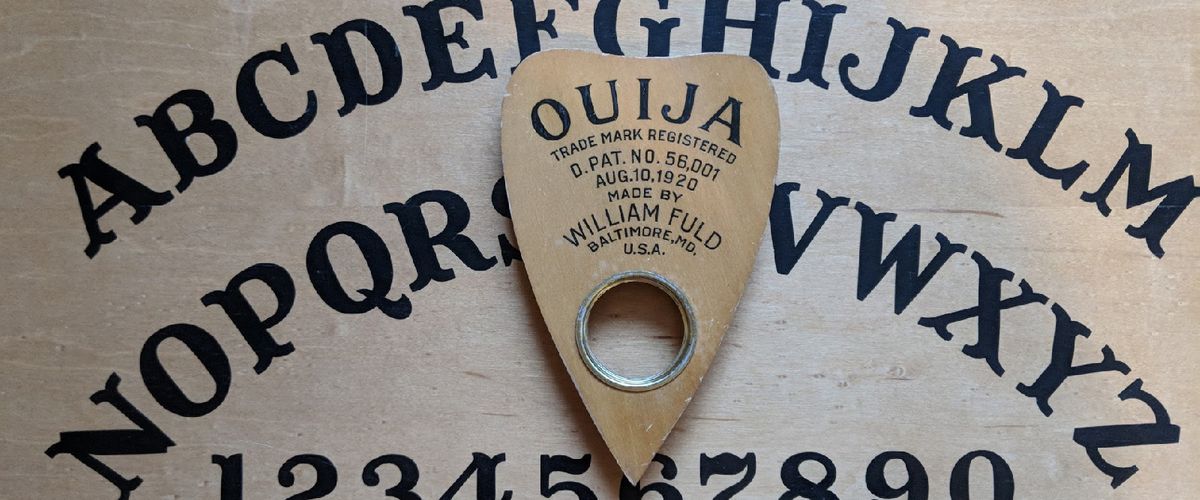 ABCDEFGHIJKLM
OUIJA
TRADE MARK REGISTERED
D. PAT. NO. 56,001
AUG.10,1920
MADE BY
WILLIAM FULD
BALTIMORE, MD.
U.S.A.
NOPQRS VWXYZ
1234567890